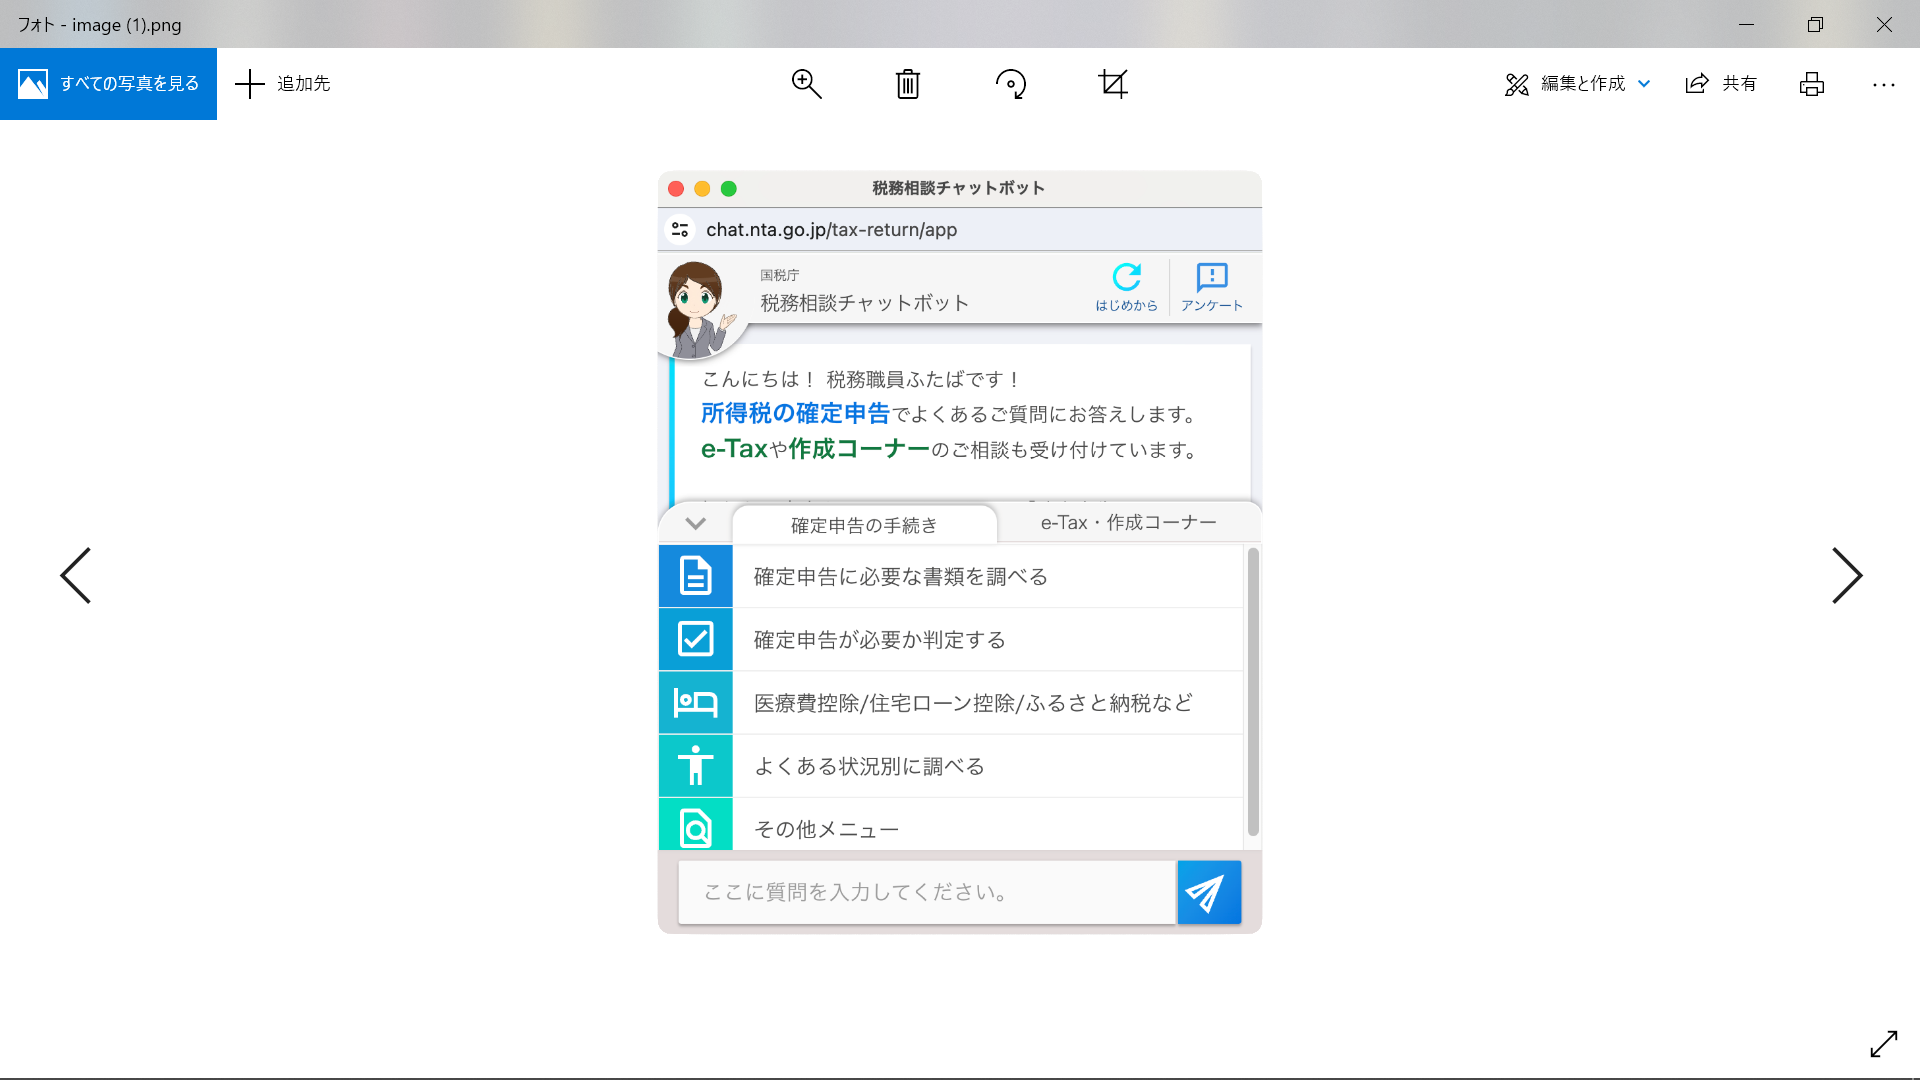 フォト - image (1).png
すべての写真を見る
追加先
編集と作成
共有
税務相談チャットボット
chat.nta.go.jp/tax-return/app
国税庁
税務相談チャットボット
はじめから
アンケート
こんにちは！ 税務職員ふたばです！
所得税の確定申告でよくあるご質問にお答えします。
e-Taxや作成コーナーのご相談も受け付けています。
確定申告の手続き
e-Tax・作成コーナー
確定申告に必要な書類を調べる
確定申告が必要か判定する
医療費控除/住宅ローン控除/ふるさと納税など
よくある状況別に調べる
その他メニュー
ここに質問を入力してください。